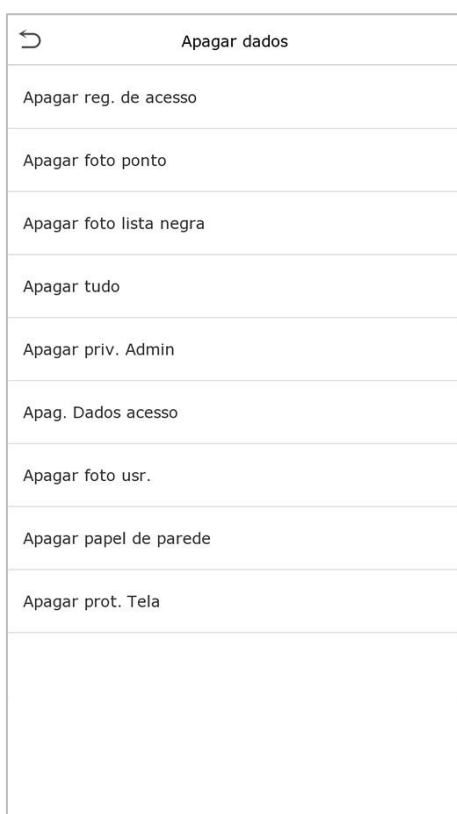 Apagar dados
Apagar reg. de acesso
Apagar foto ponto
Apagar foto lista negra
Apagar tudo
Apagar priv. Admin
Apag. Dados acesso
Apagar foto usr.
Apagar papel de parede
Apagar prot. Tela